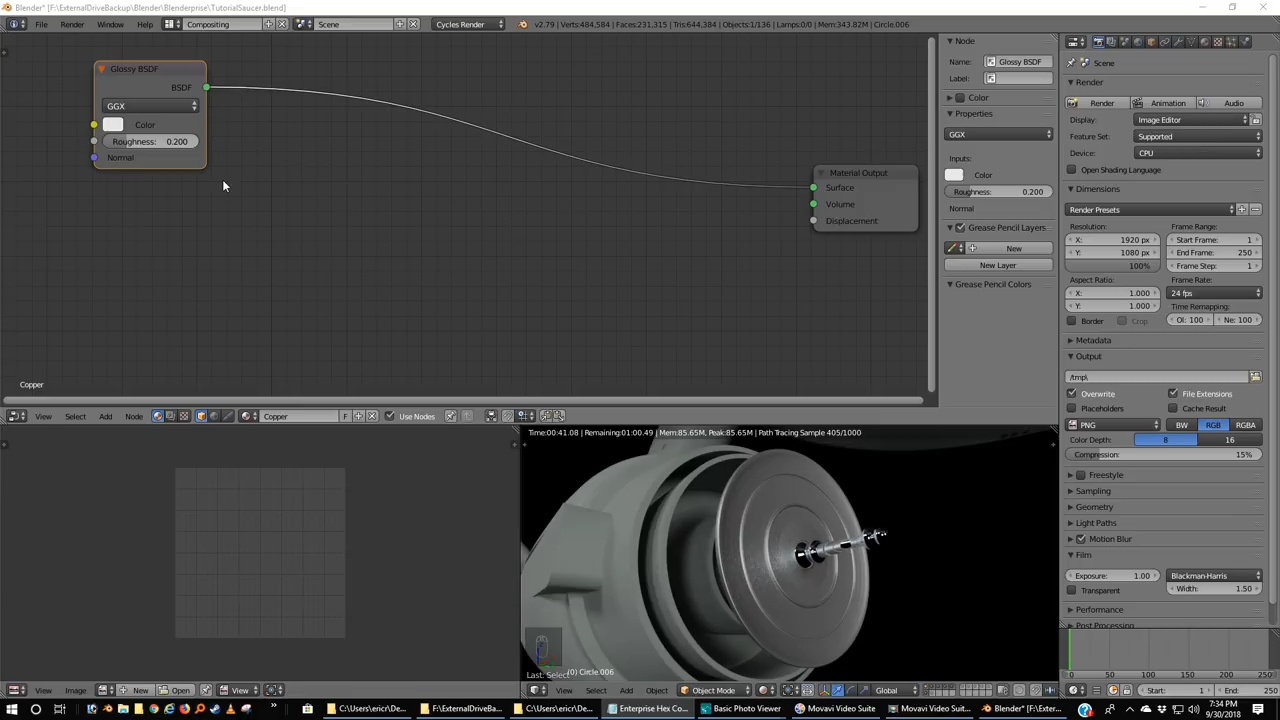 Blender* [F:\ExternalDriveBackup\Blender\Blenderprise\TutorialSaucer.blend]
File Render Window Help Compositing Scene Cycles Render v2.79 | Verts:484,584 | Faces:231,315 | Tris:644,384 | Objects:1/136 | Lamps:0/0 | Mem:343.82M | Circle.006
Glossy BSDF
BSDF
GGX
Color
Roughness: 0.200
Normal
Material Output
Surface
Volume
Displacement
Copper
Node
Name: Glossy BSDF
Label:
Color
Properties
GGX
Inputs:
Color
Roughness: 0.200
Normal
Grease Pencil Layers
New
New Layer
Grease Pencil Colors
Scene
Render
Render Animation Audio
Display: Image Editor
Feature Set: Supported
Device: CPU
Open Shading Language
Dimensions
Render Presets
Resolution: Frame Range:
X: 1920 px Start Frame: 1
Y: 1080 px End Frame: 250
100% Frame Step: 1
Aspect Ratio: Frame Rate:
X: 1.000 24 fps
Y: 1.000 Time Remapping:
Border Crop Ol: 100 Ne: 100
Metadata
Output
/tmp\
Overwrite File Extensions
Placeholders Cache Result
PNG BW RGB RGBA
Color Depth: 8 16
Compression: 15%
Freestyle
Sampling
Geometry
Light Paths
Motion Blur
Film
Exposure: 1.00 Blackman-Harris
Transparent Width: 1.50
Performance
Post Processing
View Select Add Node Copper F Use Nodes
Time:00:41.08 | Remaining:01:00.49 | Mem:85.65M, Peak:85.65M | Path Tracing Sample 405/1000
Last: Select
(0) Circle.006
0 50 100 150 200 250
View Image New Open View
View Select Add Object Object Mode Global
Start: 1 End: 250
C:\Users\eric\De... F:\ExternalDriveBa... C:\Users\eric\De... Enterprise Hex Co... Basic Photo Viewer Movavi Video Suite Movavi Video Suit... Blender* [F:\Exter...
7:34 PM
9/30/2018